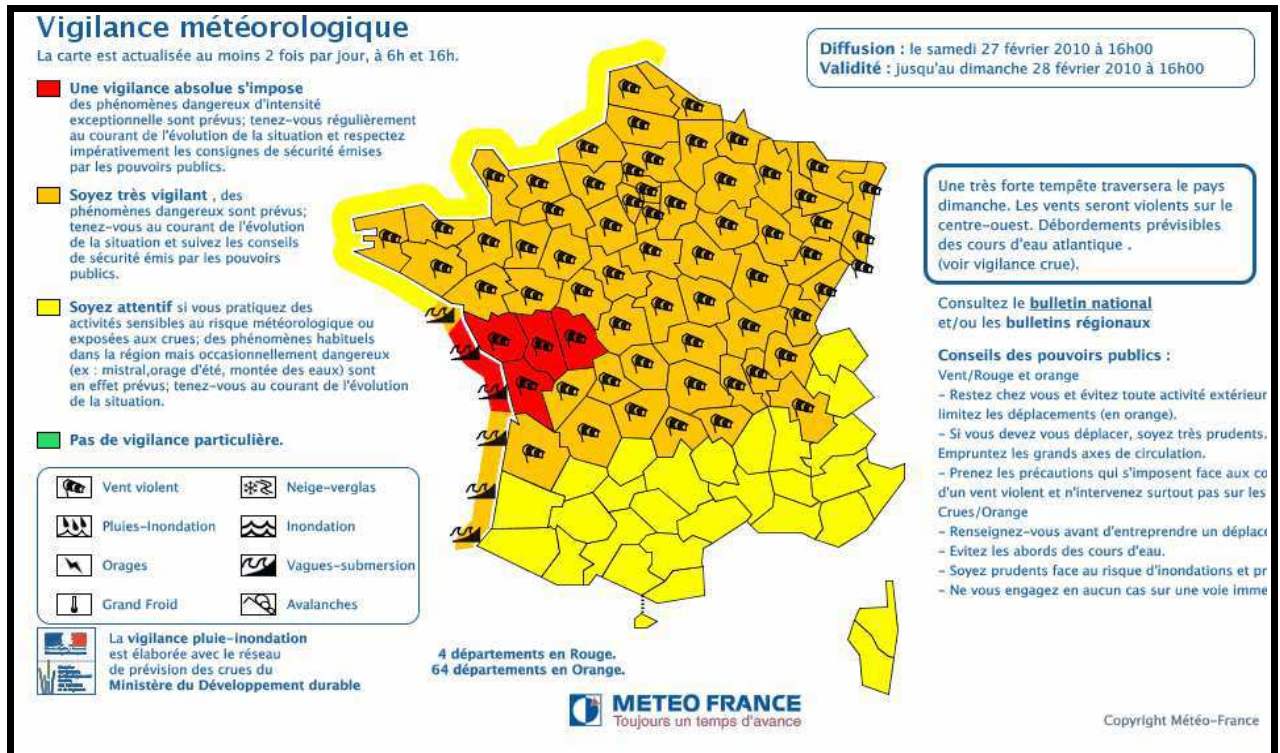 Vigilance météorologique
La carte est actualisée au moins 2 fois par jour, à 6h et 16h.
Diffusion : le samedi 27 février 2010 à 16h00
Validité : jusqu'au dimanche 28 février 2010 à 16h00
Une vigilance absolue s'impose
des phénomènes dangereux d'intensité
exceptionnelle sont prévus; tenez-vous régulièrement
au courant de l'évolution de la situation et respectez
impérativement les consignes de sécurité émises
par les pouvoirs publics.
Soyez très vigilant , des
phénomènes dangereux sont prévus;
tenez-vous au courant de l'évolution
de la situation et suivez les conseils
de sécurité émis par les pouvoirs
publics.
Soyez attentif si vous pratiquez des
activités sensibles au risque météorologique ou
exposées aux crues; des phénomènes habituels
dans la région mais occasionnellement dangereux
(ex : mistral,orage d'été, montée des eaux) sont
en effet prévus; tenez-vous au courant de l'évolution
de la situation.
Pas de vigilance particulière.
Vent violent
Neige-verglas
Pluies-Inondation
Inondation
Orages
Vagues-submersion
Grand Froid
Avalanches
La vigilance pluie-inondation
est élaborée avec le réseau
de prévision des crues du
Ministère du Développement durable
4 départements en Rouge.
64 départements en Orange.
METEO FRANCE
Toujours un temps d'avance
Une très forte tempête traversera le pays
dimanche. Les vents seront violents sur le
centre-ouest. Débordements prévisibles
des cours d'eau atlantique .
(voir vigilance crue).
Consultez le bulletin national
et/ou les bulletins régionaux
Conseils des pouvoirs publics :
Vent/Rouge et orange
- Restez chez vous et évitez toute activité extérieur
limitez les déplacements (en orange).
- Si vous devez vous déplacer, soyez très prudents.
Empruntez les grands axes de circulation.
- Prenez les précautions qui s'imposent face aux co
d'un vent violent et n'intervenez surtout pas sur les
Crues/Orange
- Renseignez-vous avant d'entreprendre un déplace
- Evitez les abords des cours d'eau.
- Soyez prudents face au risque d'inondations et pr
- Ne vous engagez en aucun cas sur une voie imme
Copyright Météo-France